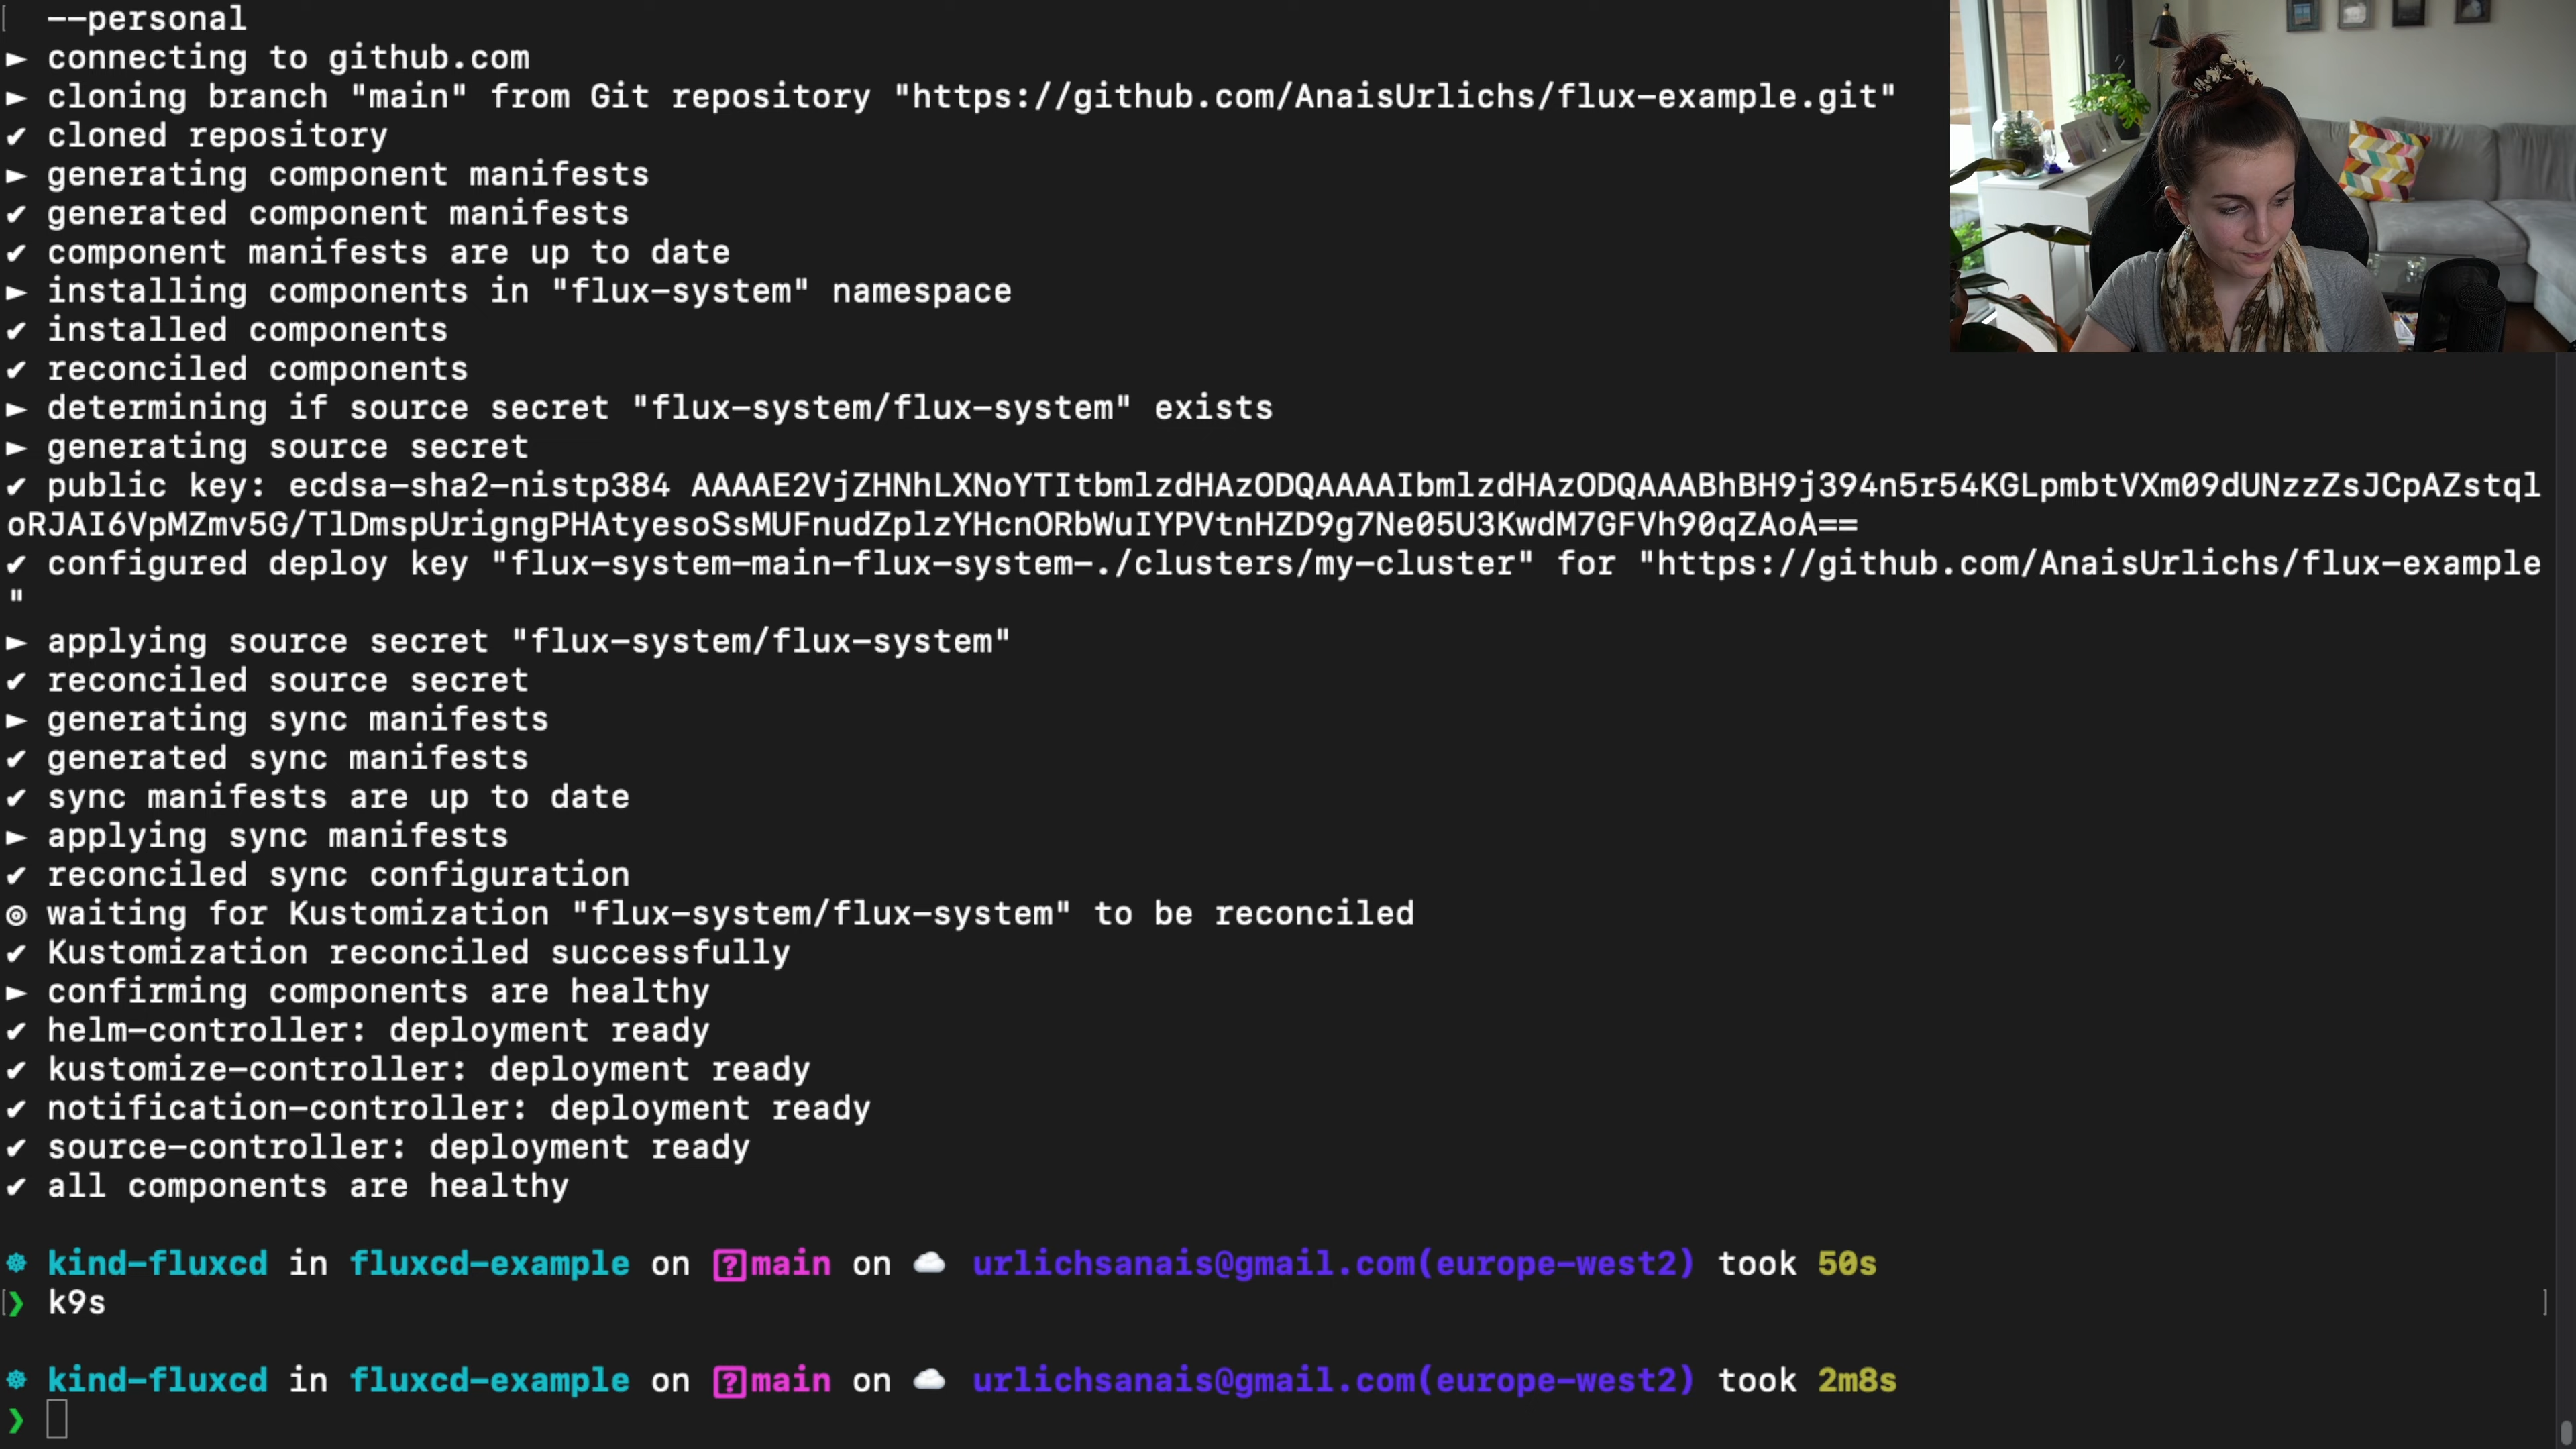 --personal
► connecting to github.com
► cloning branch "main" from Git repository "https://github.com/AnaisUrlichs/flux-example.git"
✔ cloned repository
► generating component manifests
✔ generated component manifests
✔ component manifests are up to date
► installing components in "flux-system" namespace
✔ installed components
✔ reconciled components
► determining if source secret "flux-system/flux-system" exists
► generating source secret
✔ public key: ecdsa-sha2-nistp384 AAAAE2VjZHNhLXNoYTItbmlzdHAzODQAAAAIbmlzdHAzODQAAABhBH9j394n5r54KGLpmbtVXm09dUNzzZsJCpAZstql
oRJAI6VpMZmv5G/TlDmspUrigngPHAtyesoSsMUFnudZplzYHcnORbWuIYPVtnHZD9g7Ne05U3KwdM7GFVh90qZAoA==
✔ configured deploy key "flux-system-main-flux-system-./clusters/my-cluster" for "https://github.com/AnaisUrlichs/flux-example
"
► applying source secret "flux-system/flux-system"
✔ reconciled source secret
► generating sync manifests
✔ generated sync manifests
✔ sync manifests are up to date
► applying sync manifests
✔ reconciled sync configuration
◎ waiting for Kustomization "flux-system/flux-system" to be reconciled
✔ Kustomization reconciled successfully
► confirming components are healthy
✔ helm-controller: deployment ready
✔ kustomize-controller: deployment ready
✔ notification-controller: deployment ready
✔ source-controller: deployment ready
✔ all components are healthy
☸ kind-fluxcd in fluxcd-example on [?]main on ☁️ urlichsanais@gmail.com(europe-west2) took 50s
❯ k9s
☸ kind-fluxcd in fluxcd-example on [?]main on ☁️ urlichsanais@gmail.com(europe-west2) took 2m8s
❯